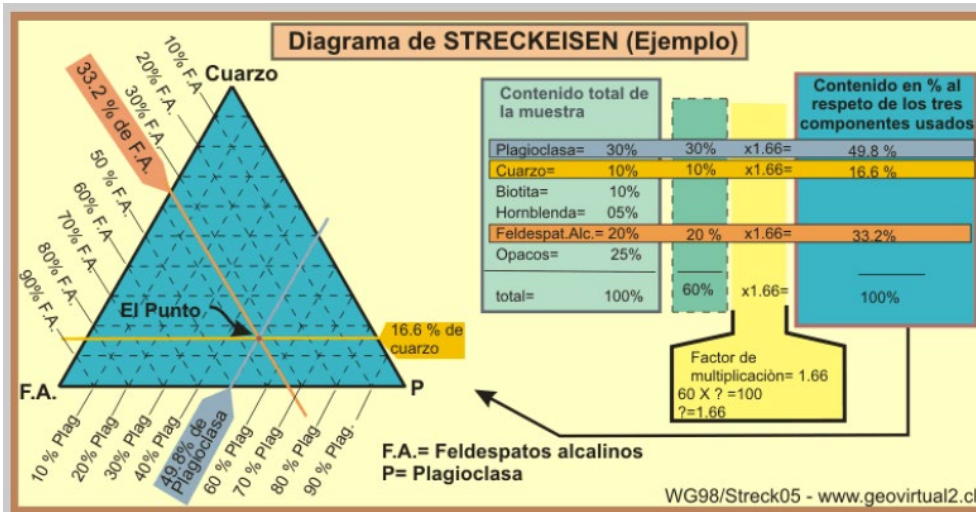 Diagrama de STRECKEISEN (Ejemplo)
Cuarzo
10% F.A
20% F.A.
30% F.A.
33.2 % de F.A.
50 % F.A.
60% F.A.
70% F.A.
80% F.A.
90% F.A.
El Punto
16.6 % de
cuarzo
F.A.
P
10 % Plag
20% Plag.
30% Plag
40% Plag
49.8% de
Plagioclasa
60 % Plag
70% Plag.
80 % Plag
90% Plag.
F.A.= Feldespatos alcalinos
P= Plagioclasa
Contenido total de
la muestra
Contenido en % al
respeto de los tres
componentes usados
Plagioclasa= 30% 30% x1.66= 49.8 %
Cuarzo= 10% 10% x1.66= 16.6 %
Biotita= 10%
Hornblenda= 05%
Feldespat.Alc.= 20% 20 % x1.66= 33.2%
Opacos= 25%
total= 100% 60% x1.66= 100%
Factor de
multiplicaciòn= 1.66
60 X ? =100
?=1.66
WG98/Streck05 - www.geovirtual2.cl